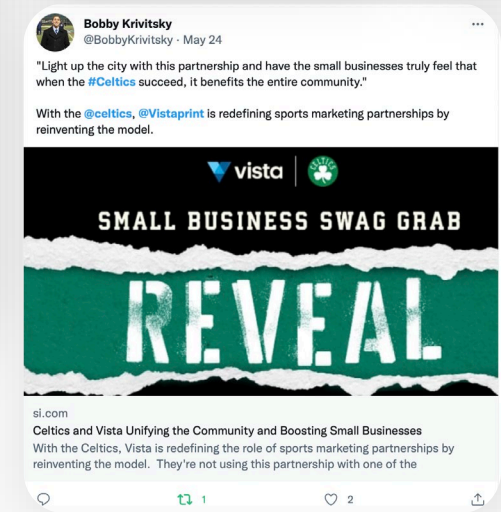 Bobby Krivitsky
@BobbyKrivitsky · May 24
"Light up the city with this partnership and have the small businesses truly feel that
when the #Celtics succeed, it benefits the entire community."
With the @celtics, @Vistaprint is redefining sports marketing partnerships by
reinventing the model.
vista
CELTICS
SMALL BUSINESS SWAG GRAB
REVEAL
si.com
Celtics and Vista Unifying the Community and Boosting Small Businesses
With the Celtics, Vista is redefining the role of sports marketing partnerships by
reinventing the model. They're not using this partnership with one of the
1
2